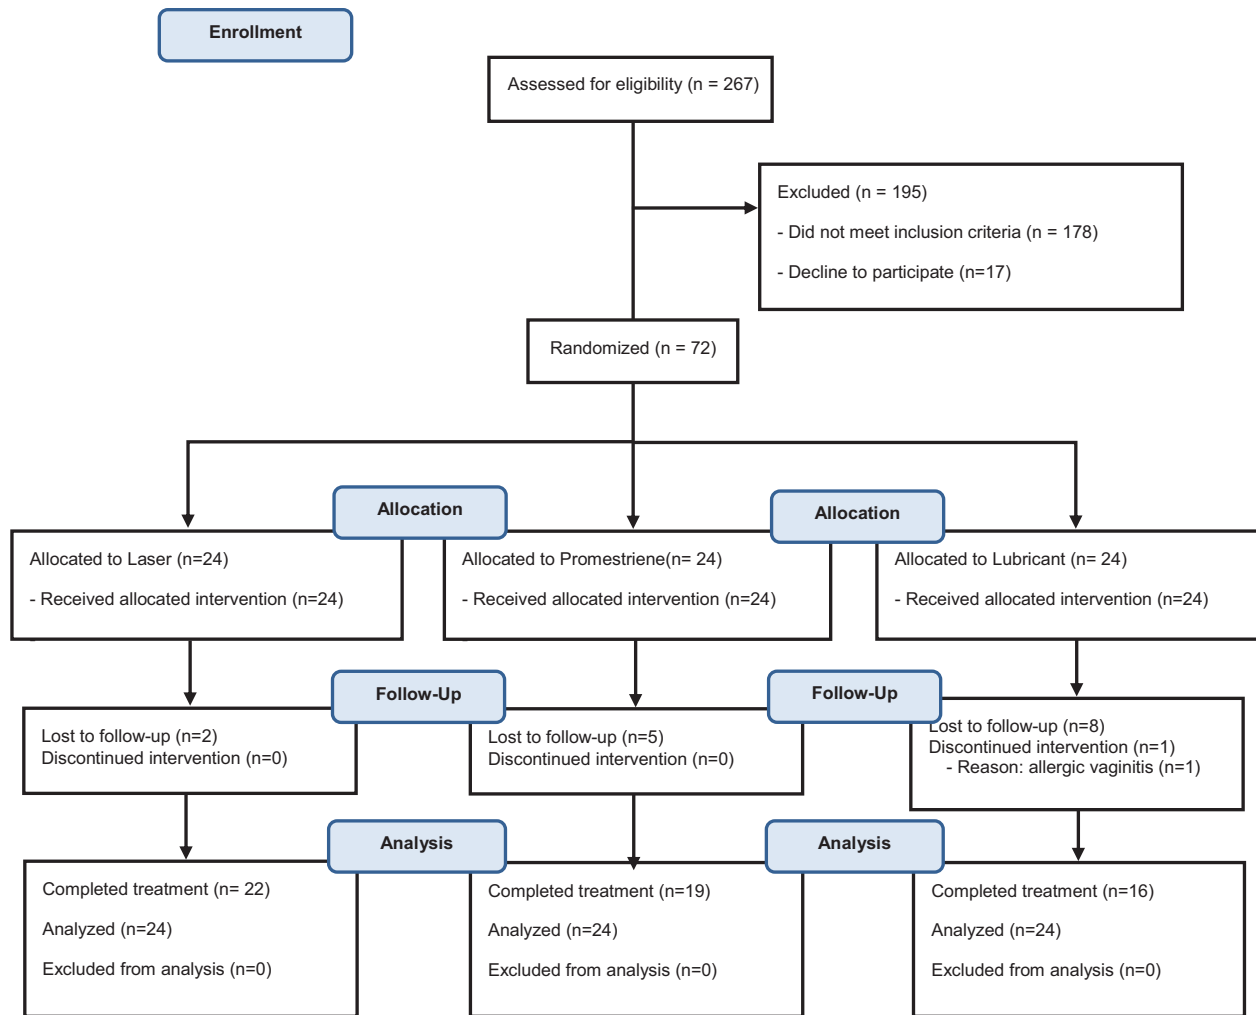 Enrollment
Assessed for eligibility (n = 267)
Excluded (n = 195)
- Did not meet inclusion criteria (n = 178)
- Decline to participate (n=17)
Randomized (n = 72)
Allocation
Allocation
Allocated to Laser (n=24)
- Received allocated intervention (n=24)
Allocated to Promestriene(n= 24)
- Received allocated intervention (n=24)
Allocated to Lubricant (n= 24)
- Received allocated intervention (n=24)
Follow-Up
Follow-Up
Lost to follow-up (n=2)
Discontinued intervention (n=0)
Lost to follow-up (n=5)
Discontinued intervention (n=0)
Lost to follow-up (n=8)
Discontinued intervention (n=1)
- Reason: allergic vaginitis (n=1)
Analysis
Analysis
Completed treatment (n= 22)
Analyzed (n=24)
Excluded from analysis (n=0)
Completed treatment (n=19)
Analyzed (n=24)
Excluded from analysis (n=0)
Completed treatment (n=16)
Analyzed (n=24)
Excluded from analysis (n=0)